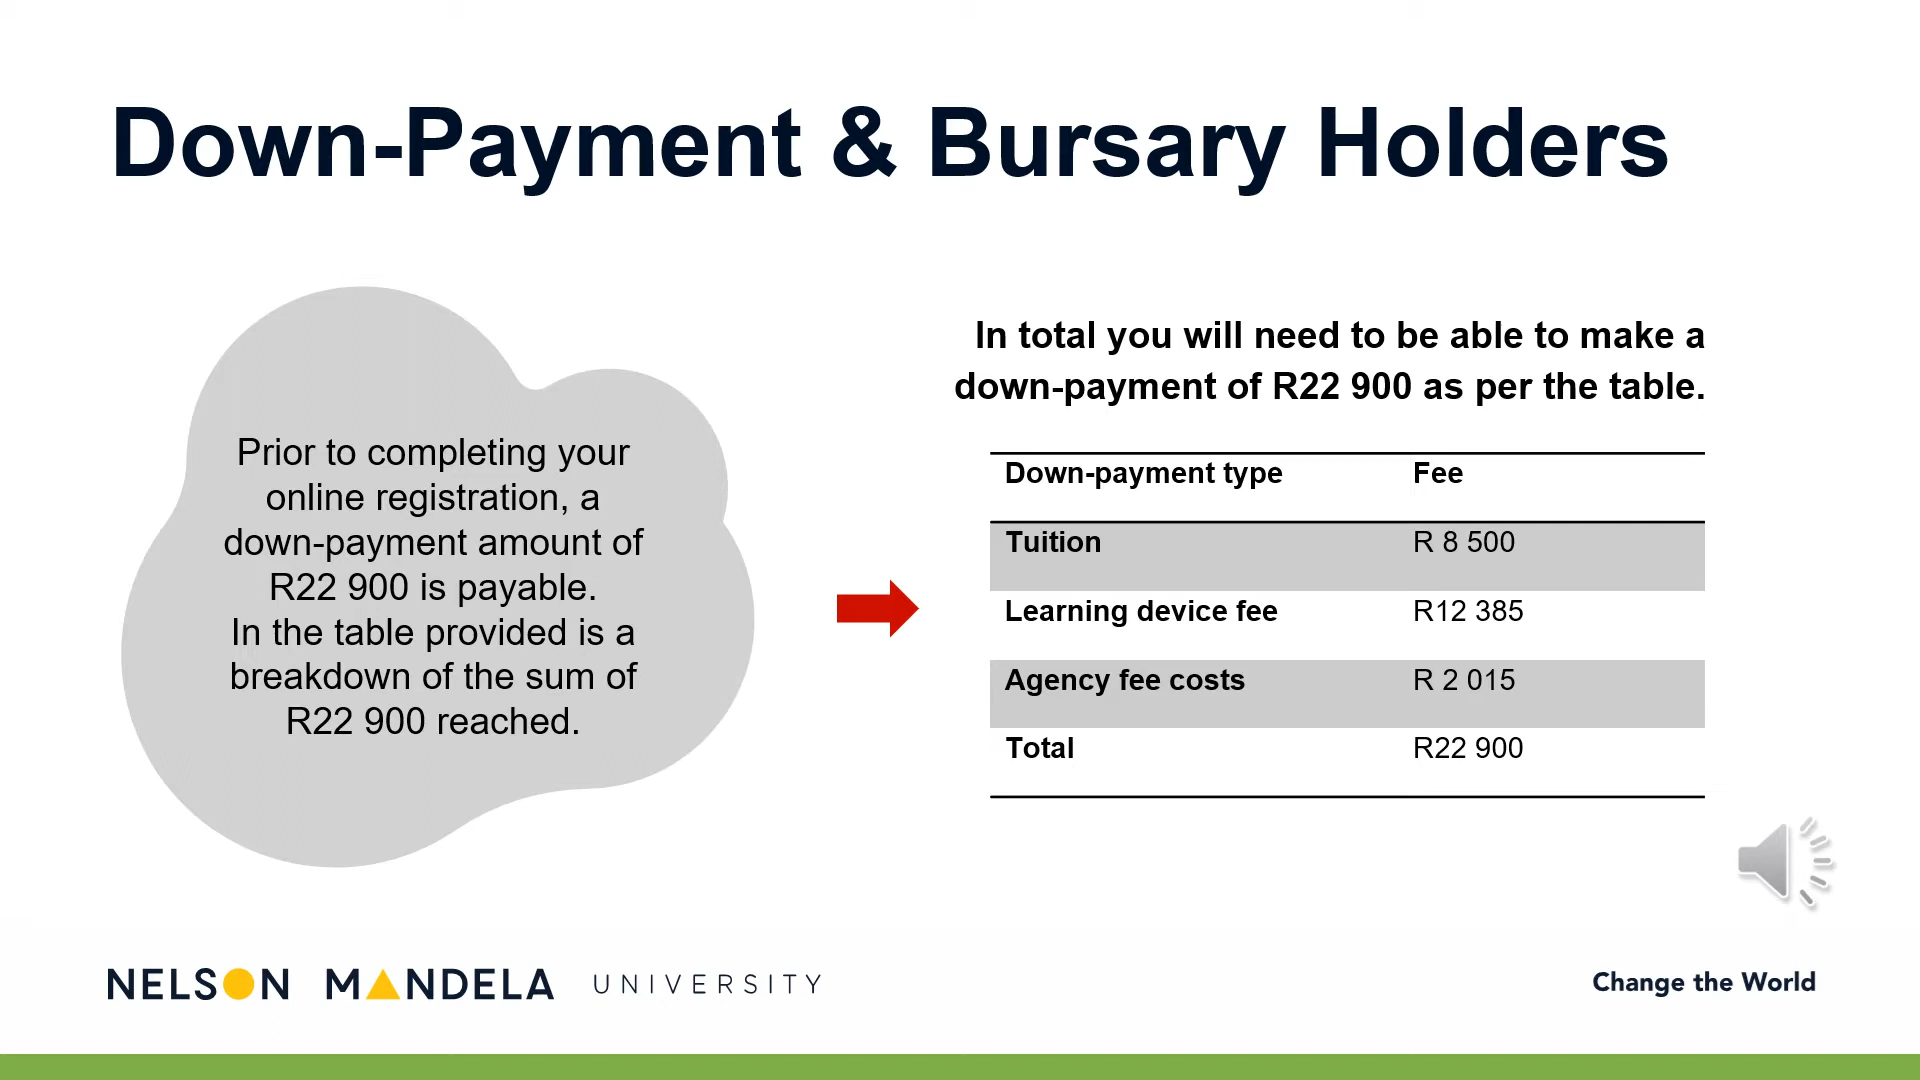 Down-Payment & Bursary Holders
Prior to completing your
online registration, a
down-payment amount of
R22 900 is payable.
In the table provided is a
breakdown of the sum of
R22 900 reached.
In total you will need to be able to make a
down-payment of R22 900 as per the table.
Down-payment type Fee
Tuition R 8 500
Learning device fee R12 385
Agency fee costs R 2 015
Total R22 900
NELSON MANDELA UNIVERSITY
Change the World